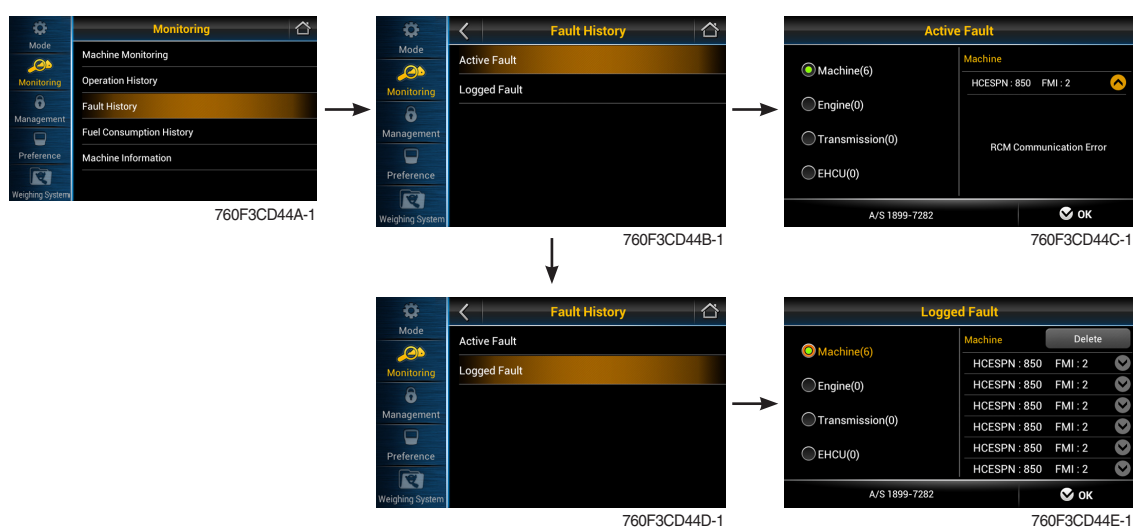 Monitoring
Mode
Monitoring
Management
Preference
Weighing System
Machine Monitoring
Operation History
Fault History
Fuel Consumption History
Machine Information
760F3CD44A-1
Fault History
Mode
Monitoring
Management
Preference
Weighing System
Active Fault
Logged Fault
760F3CD44B-1
Active Fault
Machine(6)
Engine(0)
Transmission(0)
EHCU(0)
Machine
HCESPN : 850 FMI : 2
RCM Communication Error
A/S 1899-7282
OK
760F3CD44C-1
Fault History
Mode
Monitoring
Management
Preference
Weighing System
Active Fault
Logged Fault
760F3CD44D-1
Logged Fault
Machine(6)
Engine(0)
Transmission(0)
EHCU(0)
Machine
Delete
HCESPN : 850 FMI : 2
HCESPN : 850 FMI : 2
HCESPN : 850 FMI : 2
HCESPN : 850 FMI : 2
HCESPN : 850 FMI : 2
HCESPN : 850 FMI : 2
A/S 1899-7282
OK
760F3CD44E-1